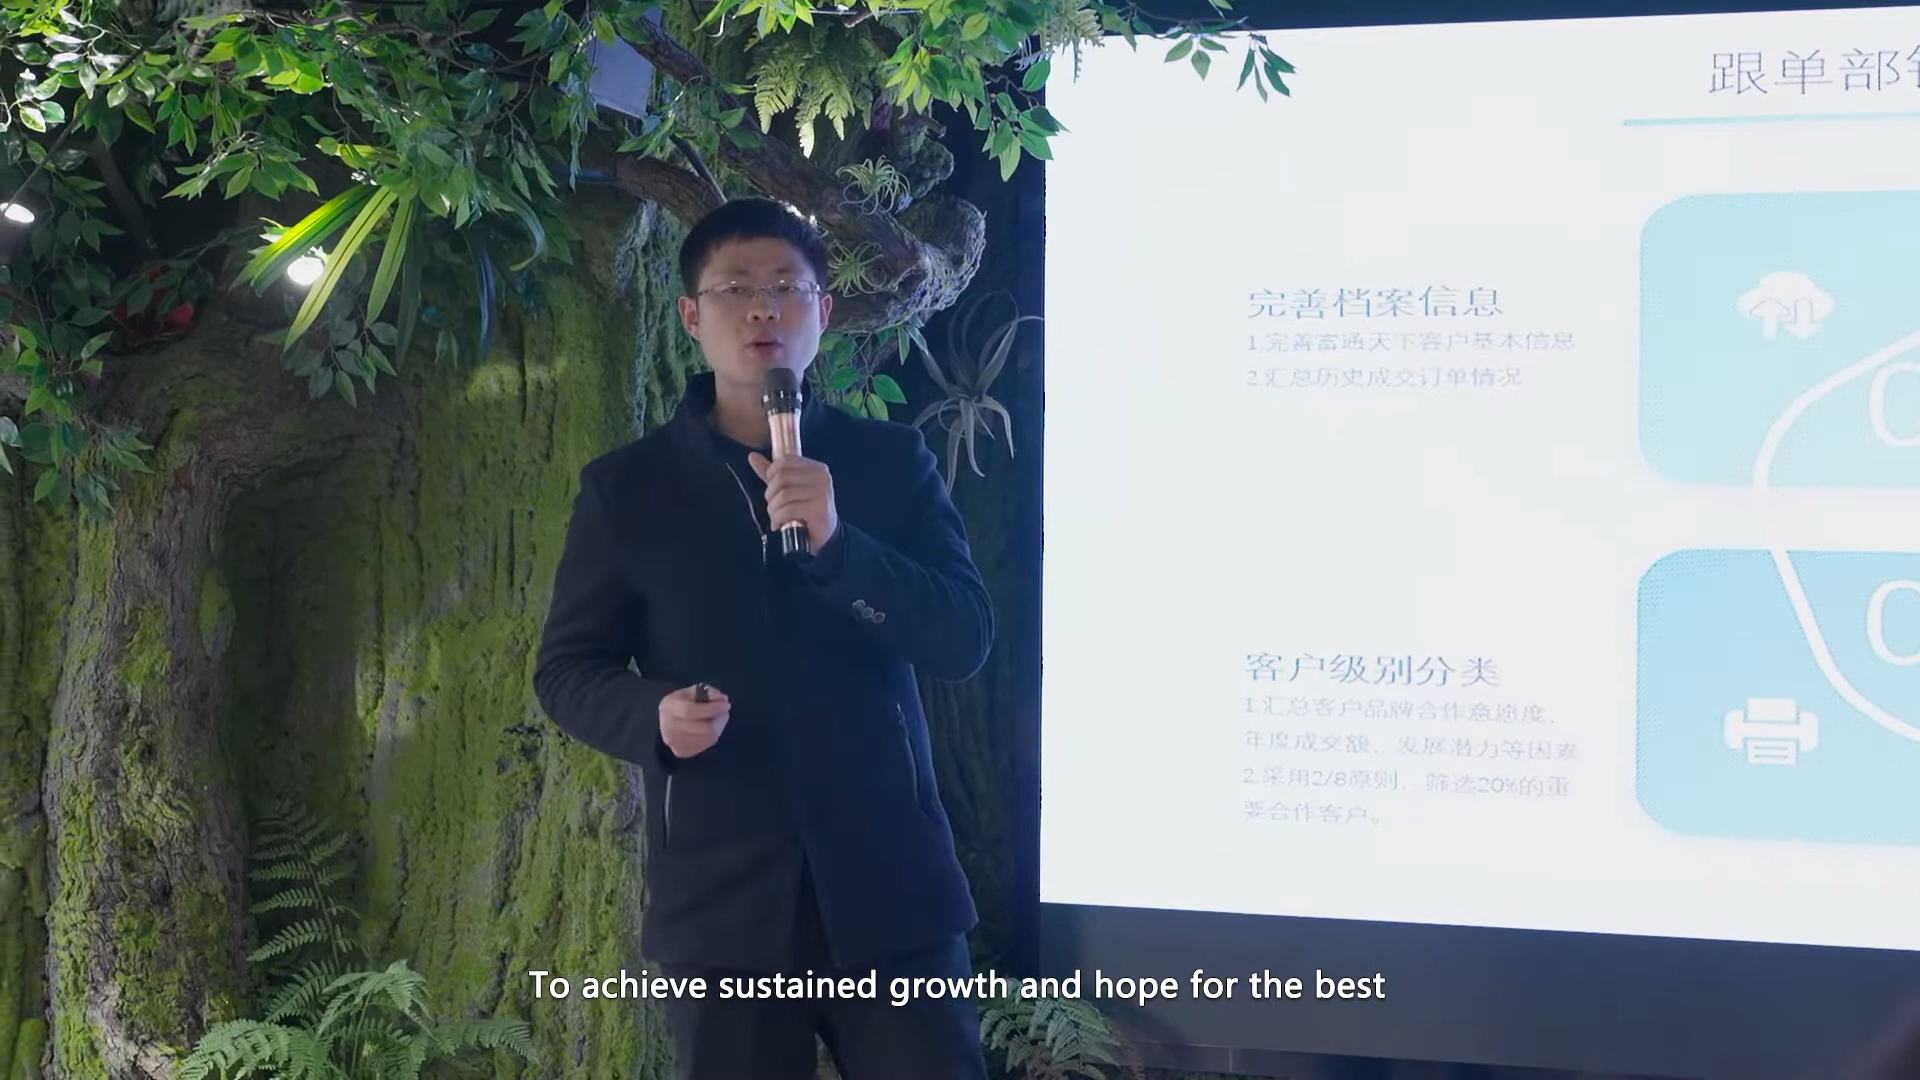 跟单部
完善档案信息
1.完善富通天下客户基本信息
2.汇总历史成交订单情况
客户级别分类
1.汇总客户品牌合作意愿度、
年度成交额、发展潜力等因素
2.采用2/8原则，筛选20%的重
要合作客户。
To achieve sustained growth and hope for the best